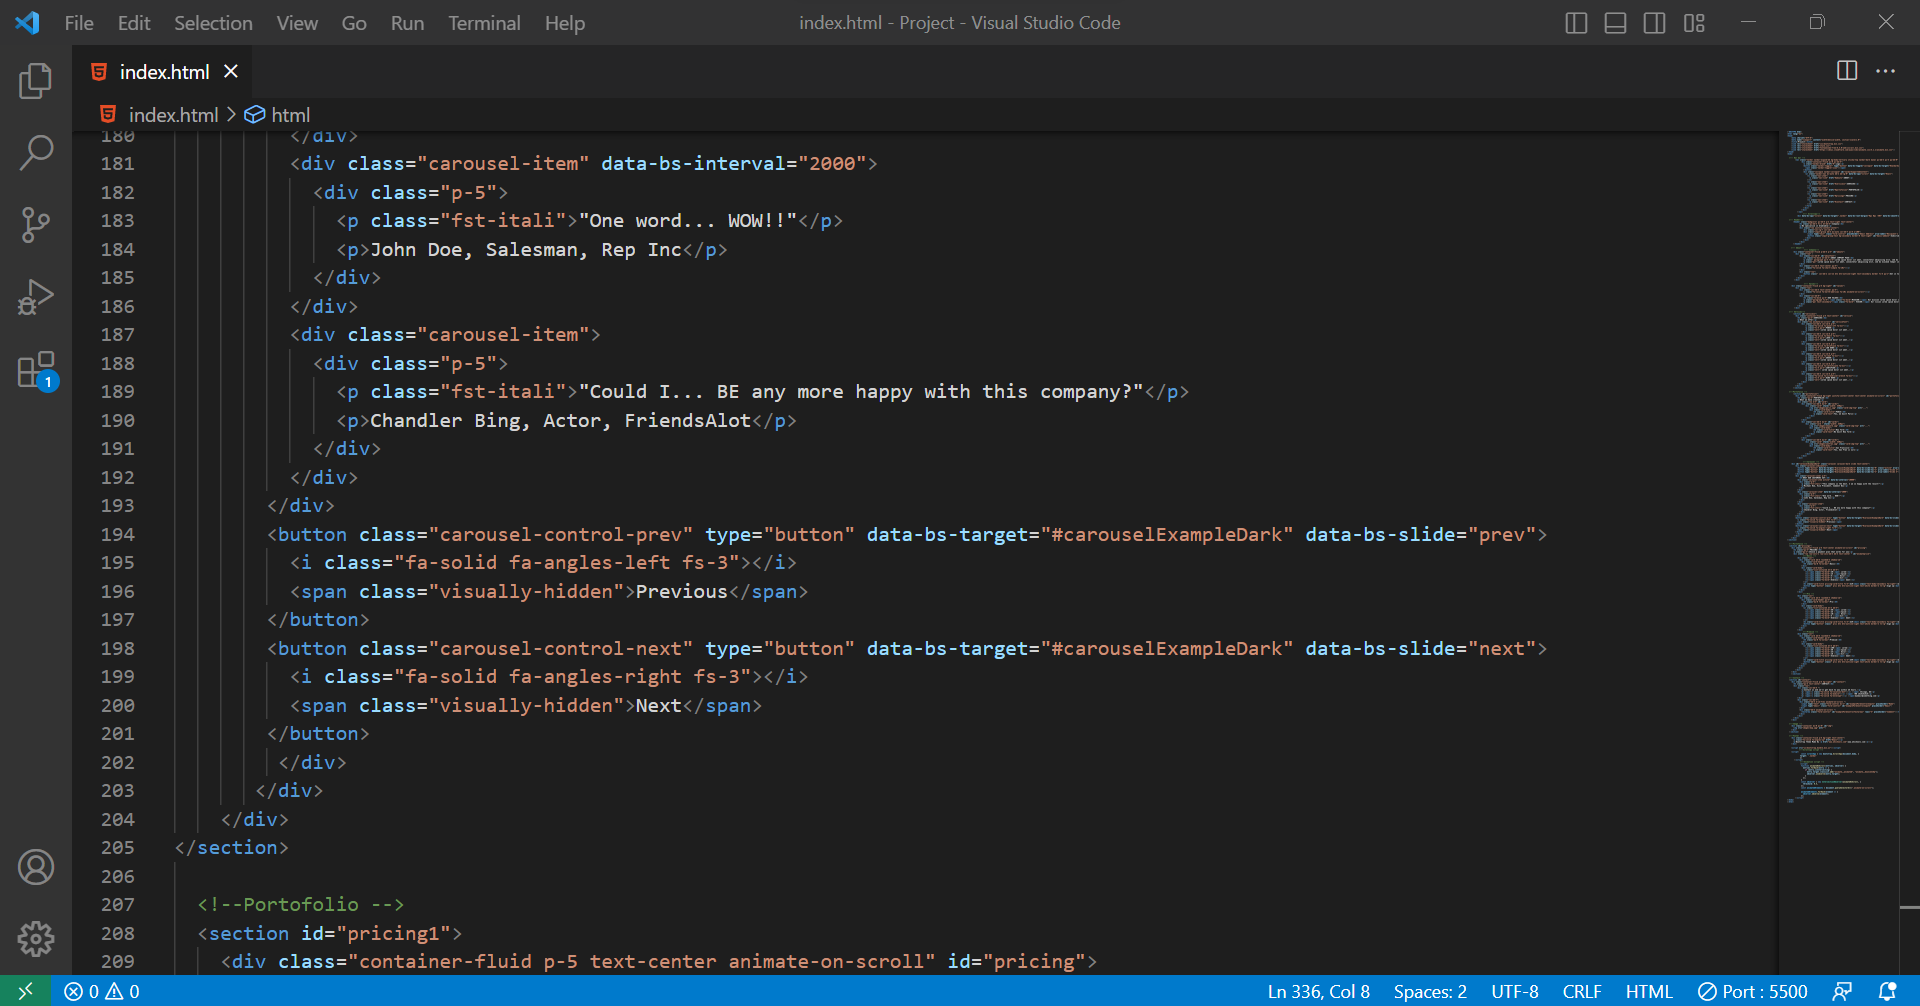 File Edit Selection View Go Run Terminal Help index.html - Project - Visual Studio Code
index.html
index.html > html
180 </div>
181 <div class="carousel-item" data-bs-interval="2000">
182 <div class="p-5">
183 <p class="fst-itali">"One word... WOW!!"</p>
184 <p>John Doe, Salesman, Rep Inc</p>
185 </div>
186 </div>
187 <div class="carousel-item">
188 <div class="p-5">
189 <p class="fst-itali">"Could I... BE any more happy with this company?"</p>
190 <p>Chandler Bing, Actor, FriendsAlot</p>
191 </div>
192 </div>
193 </div>
194 <button class="carousel-control-prev" type="button" data-bs-target="#carouselExampleDark" data-bs-slide="prev">
195 <i class="fa-solid fa-angles-left fs-3"></i>
196 <span class="visually-hidden">Previous</span>
197 </button>
198 <button class="carousel-control-next" type="button" data-bs-target="#carouselExampleDark" data-bs-slide="next">
199 <i class="fa-solid fa-angles-right fs-3"></i>
200 <span class="visually-hidden">Next</span>
201 </button>
202 </div>
203 </div>
204 </div>
205 </section>
206
207 <!--Portofolio -->
208 <section id="pricing1">
209 <div class="container-fluid p-5 text-center animate-on-scroll" id="pricing">
1
0 0 Ln 336, Col 8 Spaces: 2 UTF-8 CRLF HTML Port : 5500